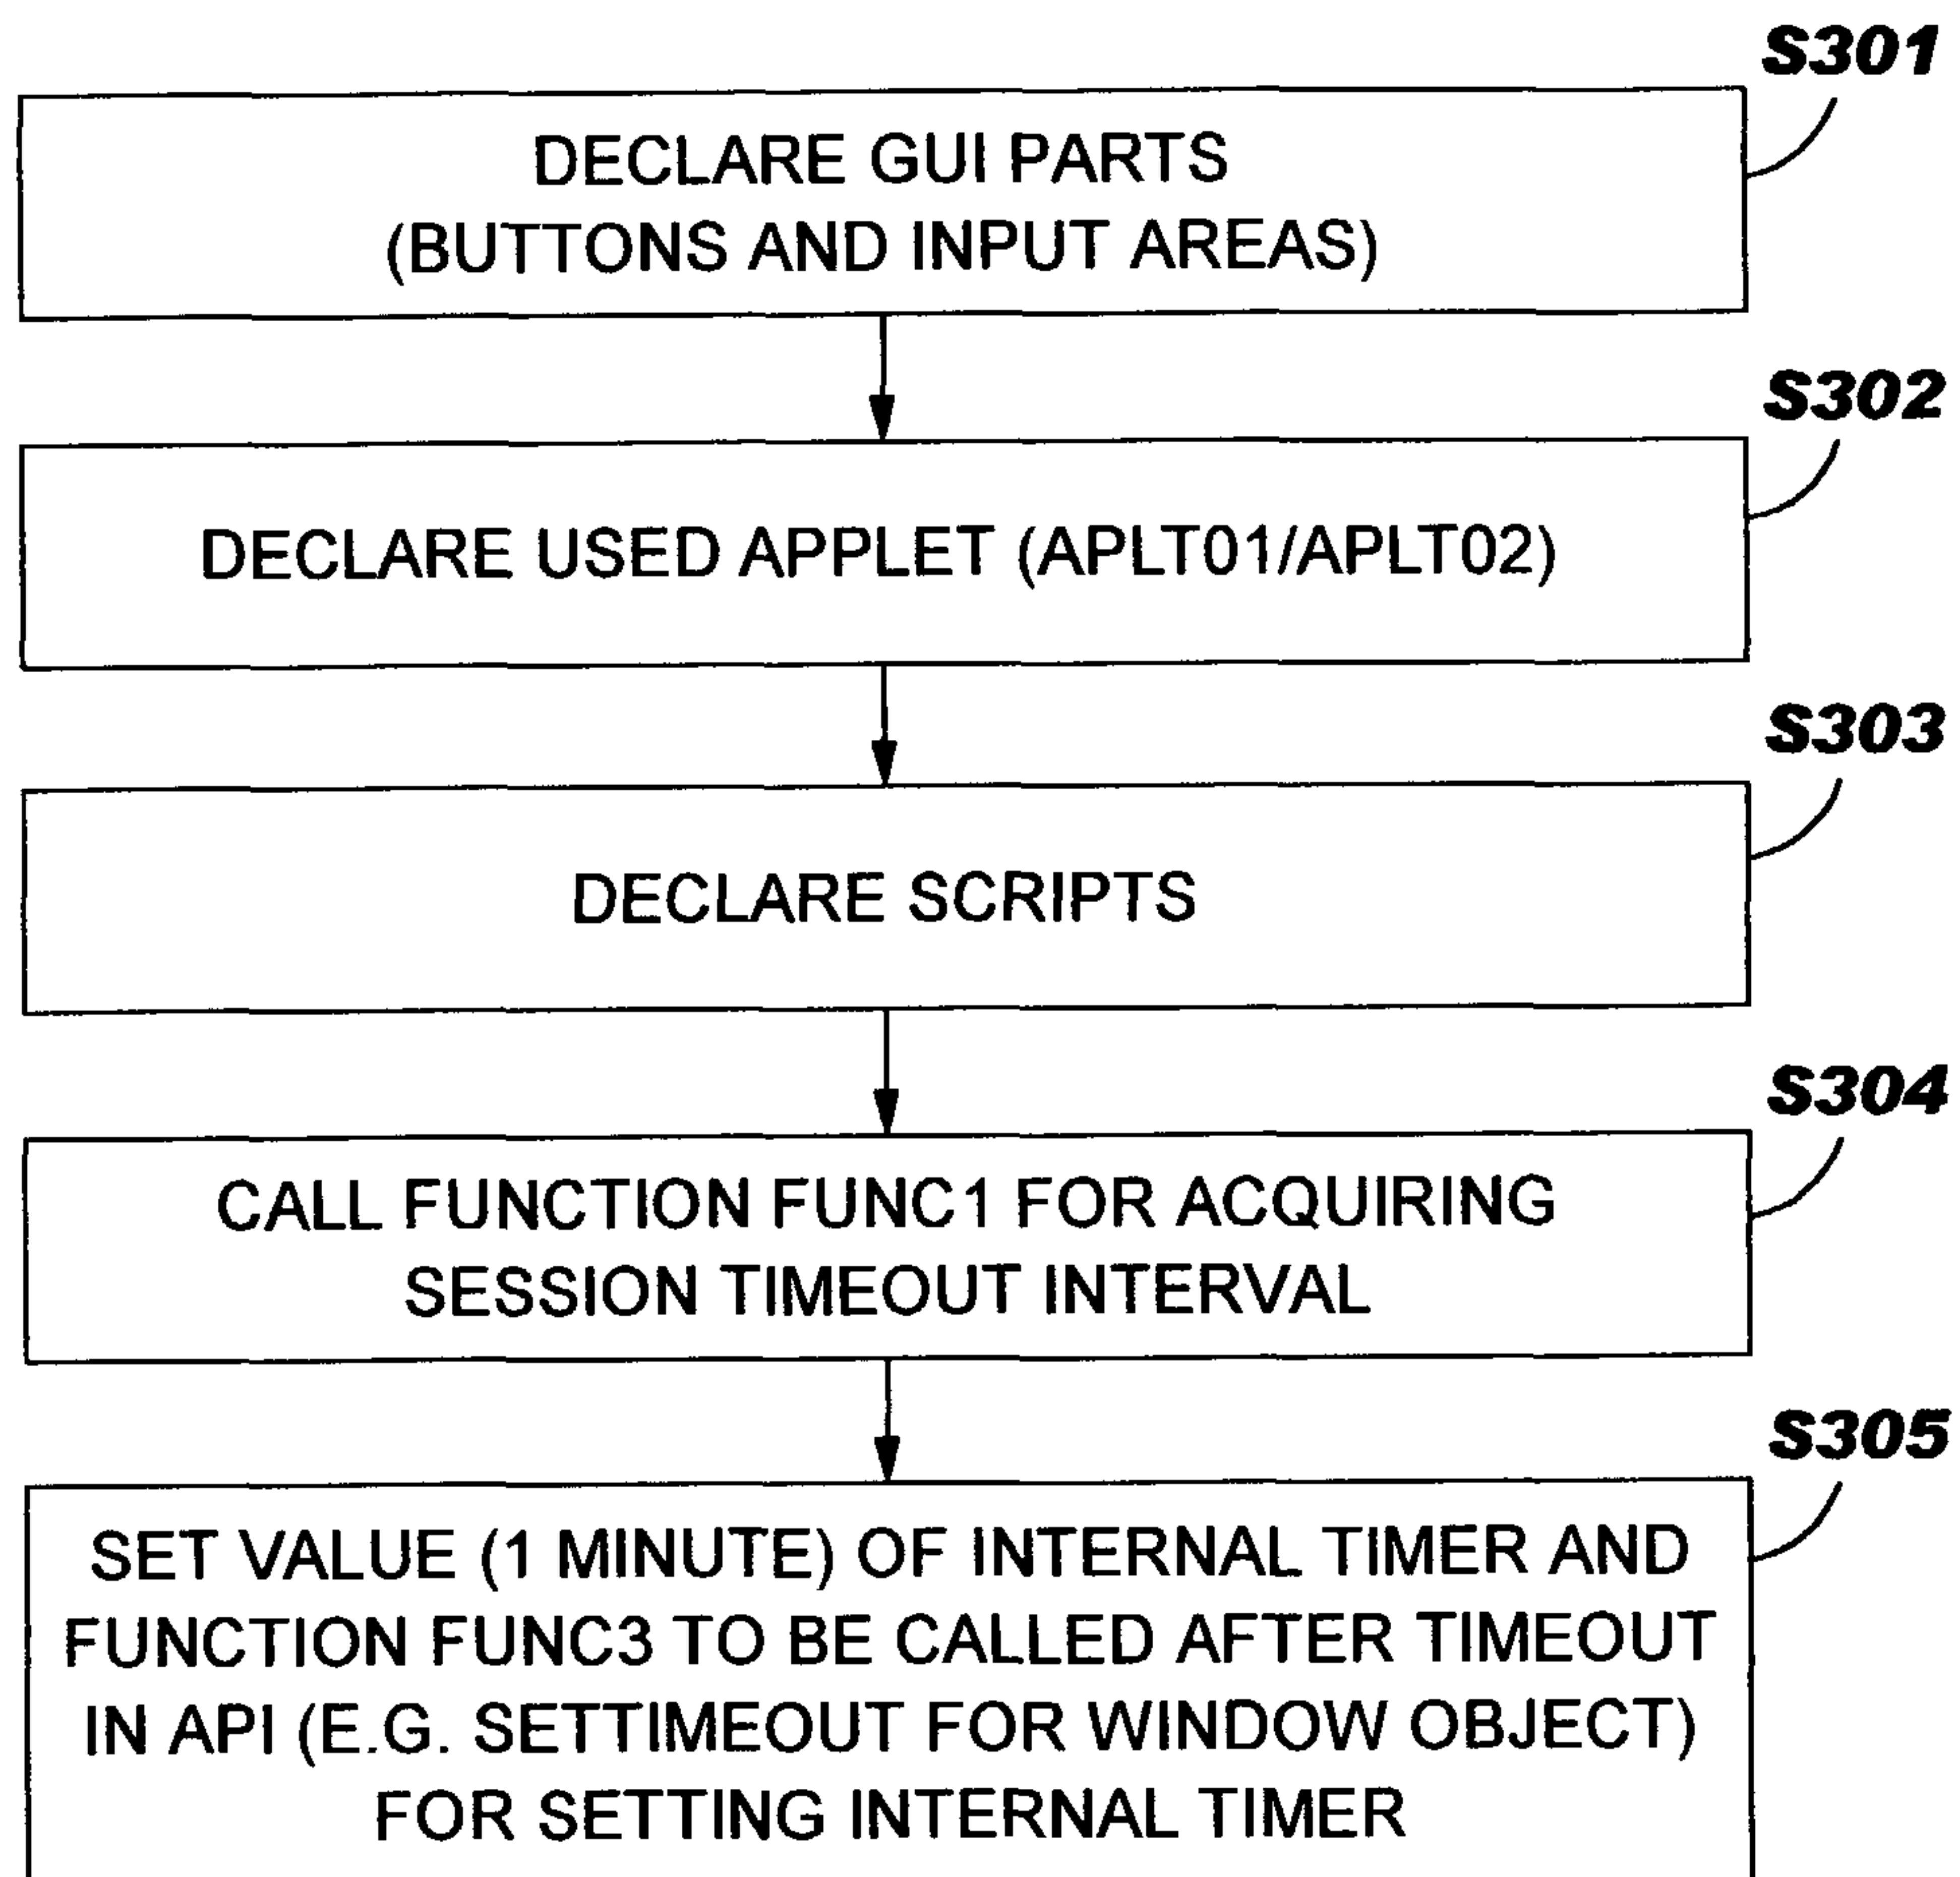 S301
DECLARE GUI PARTS
(BUTTONS AND INPUT AREAS)
S302
DECLARE USED APPLET (APLT01/APLT02)
S303
DECLARE SCRIPTS
S304
CALL FUNCTION FUNC1 FOR ACQUIRING
SESSION TIMEOUT INTERVAL
S305
SET VALUE (1 MINUTE) OF INTERNAL TIMER AND
FUNCTION FUNC3 TO BE CALLED AFTER TIMEOUT
IN API (E.G. SETTIMEOUT FOR WINDOW OBJECT)
FOR SETTING INTERNAL TIMER